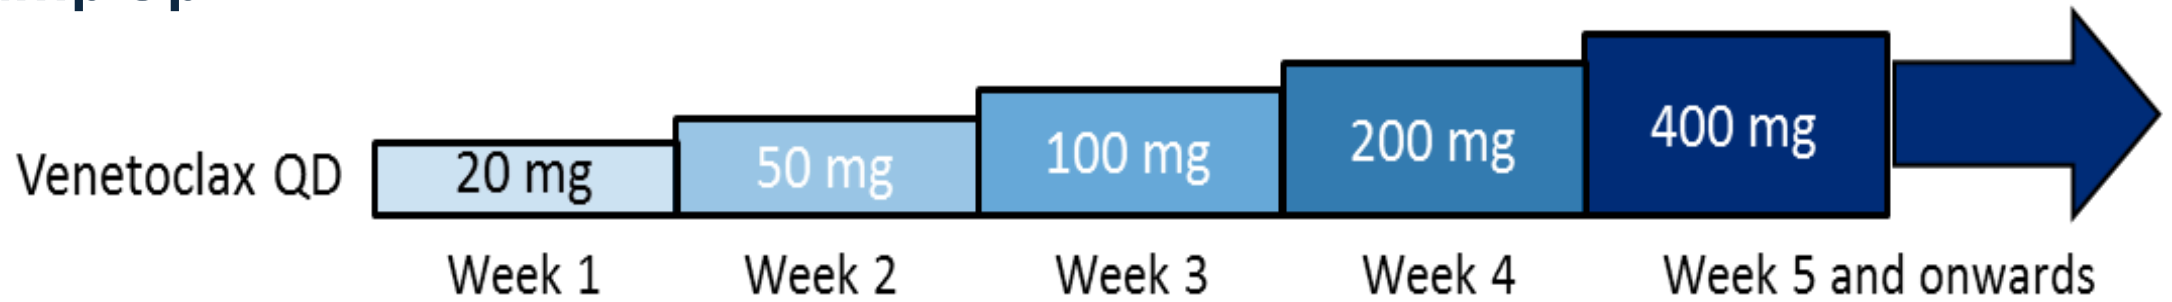 Venetoclax QD
20 mg
50 mg
100 mg
200 mg
400 mg
Week 1
Week 2
Week 3
Week 4
Week 5 and onwards